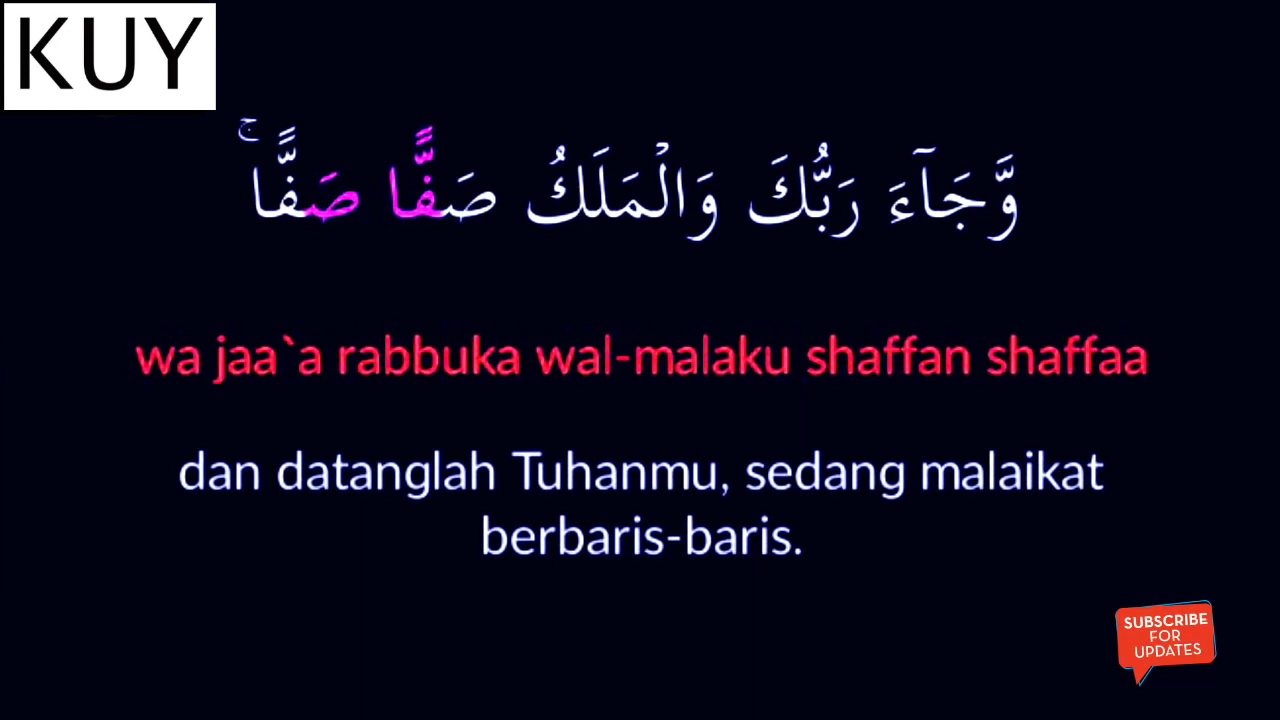 KUY
وَّجَآءَ رَبُّكَ وَالْمَلَكُ صَفًّا صَفًّاۚ
wa jaa`a rabbuka wal-malaku shaffan shaffaa
dan datanglah Tuhanmu, sedang malaikat
berbaris-baris.
SUBSCRIBE
FOR
UPDATES